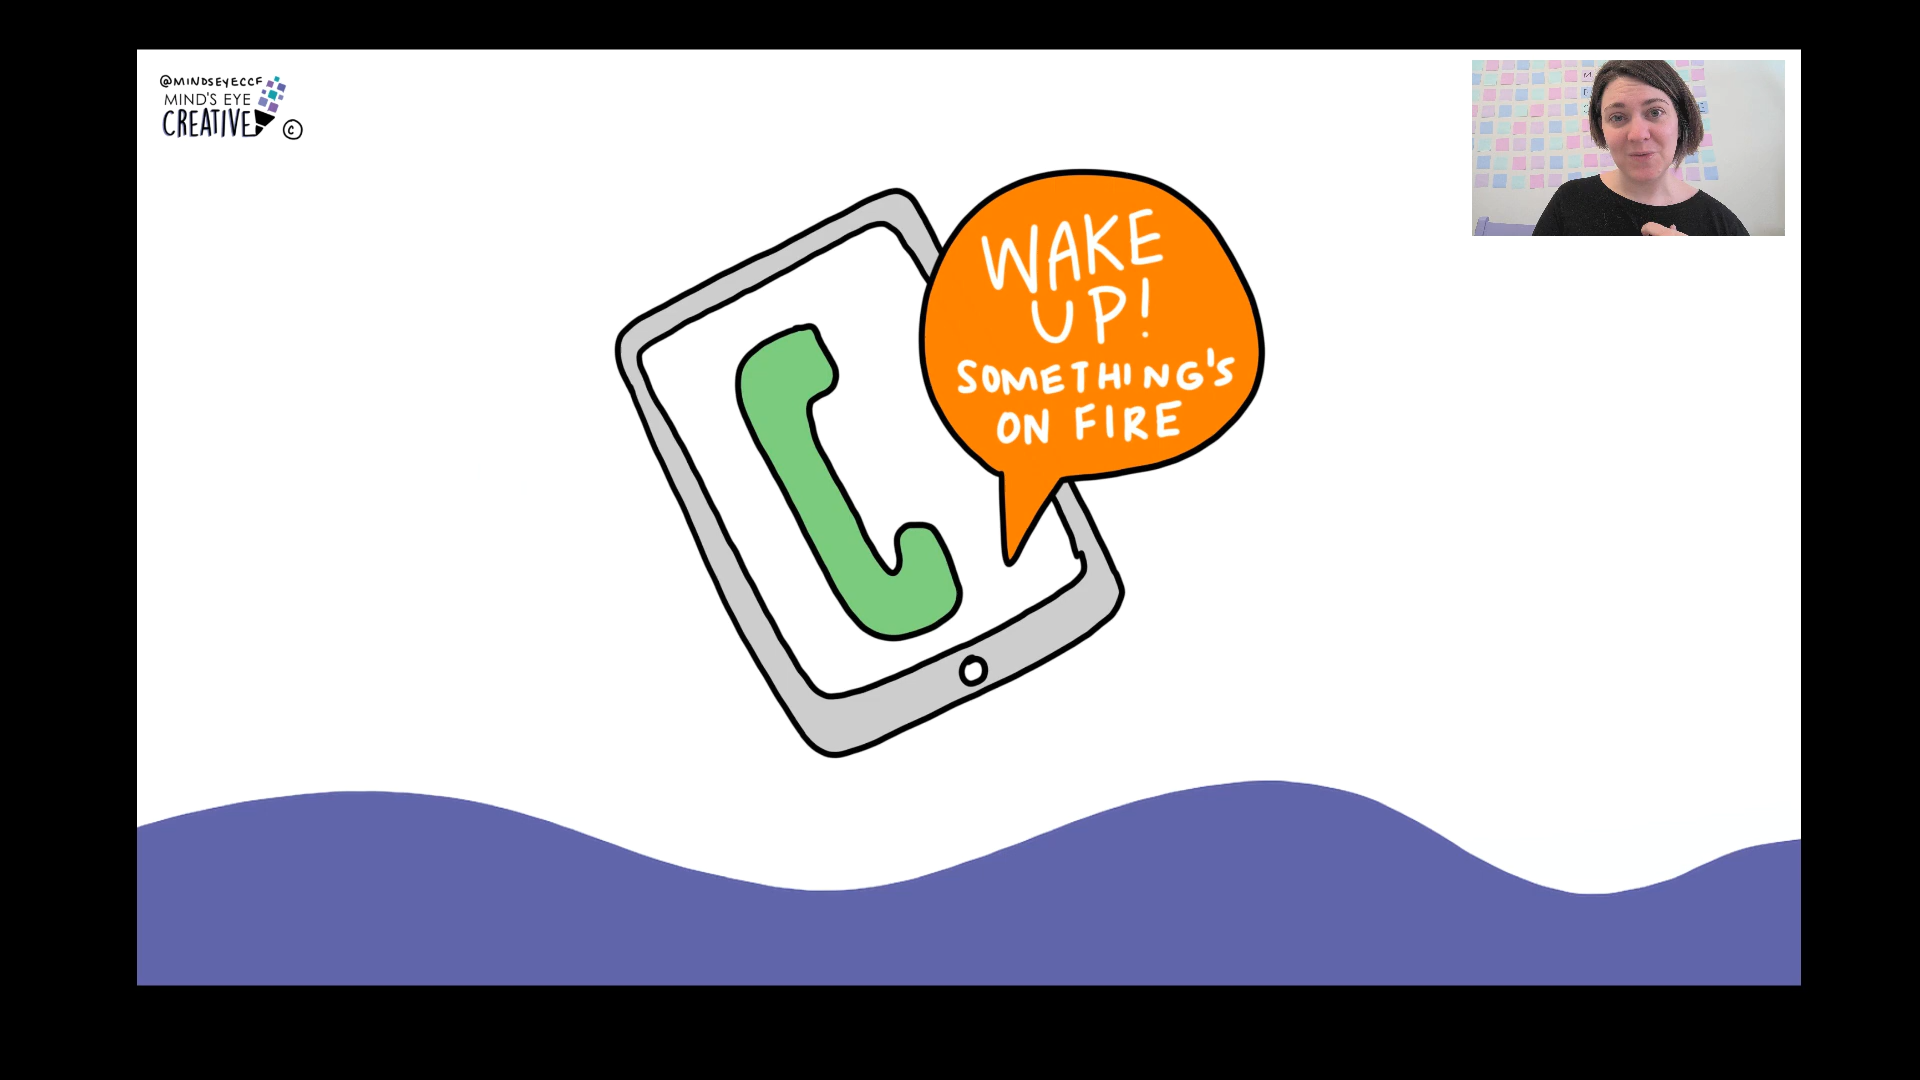 @MINDSEYECCF
MIND'S EYE
CREATIVE ©
WAKE
UP!
SOMETHING'S
ON FIRE